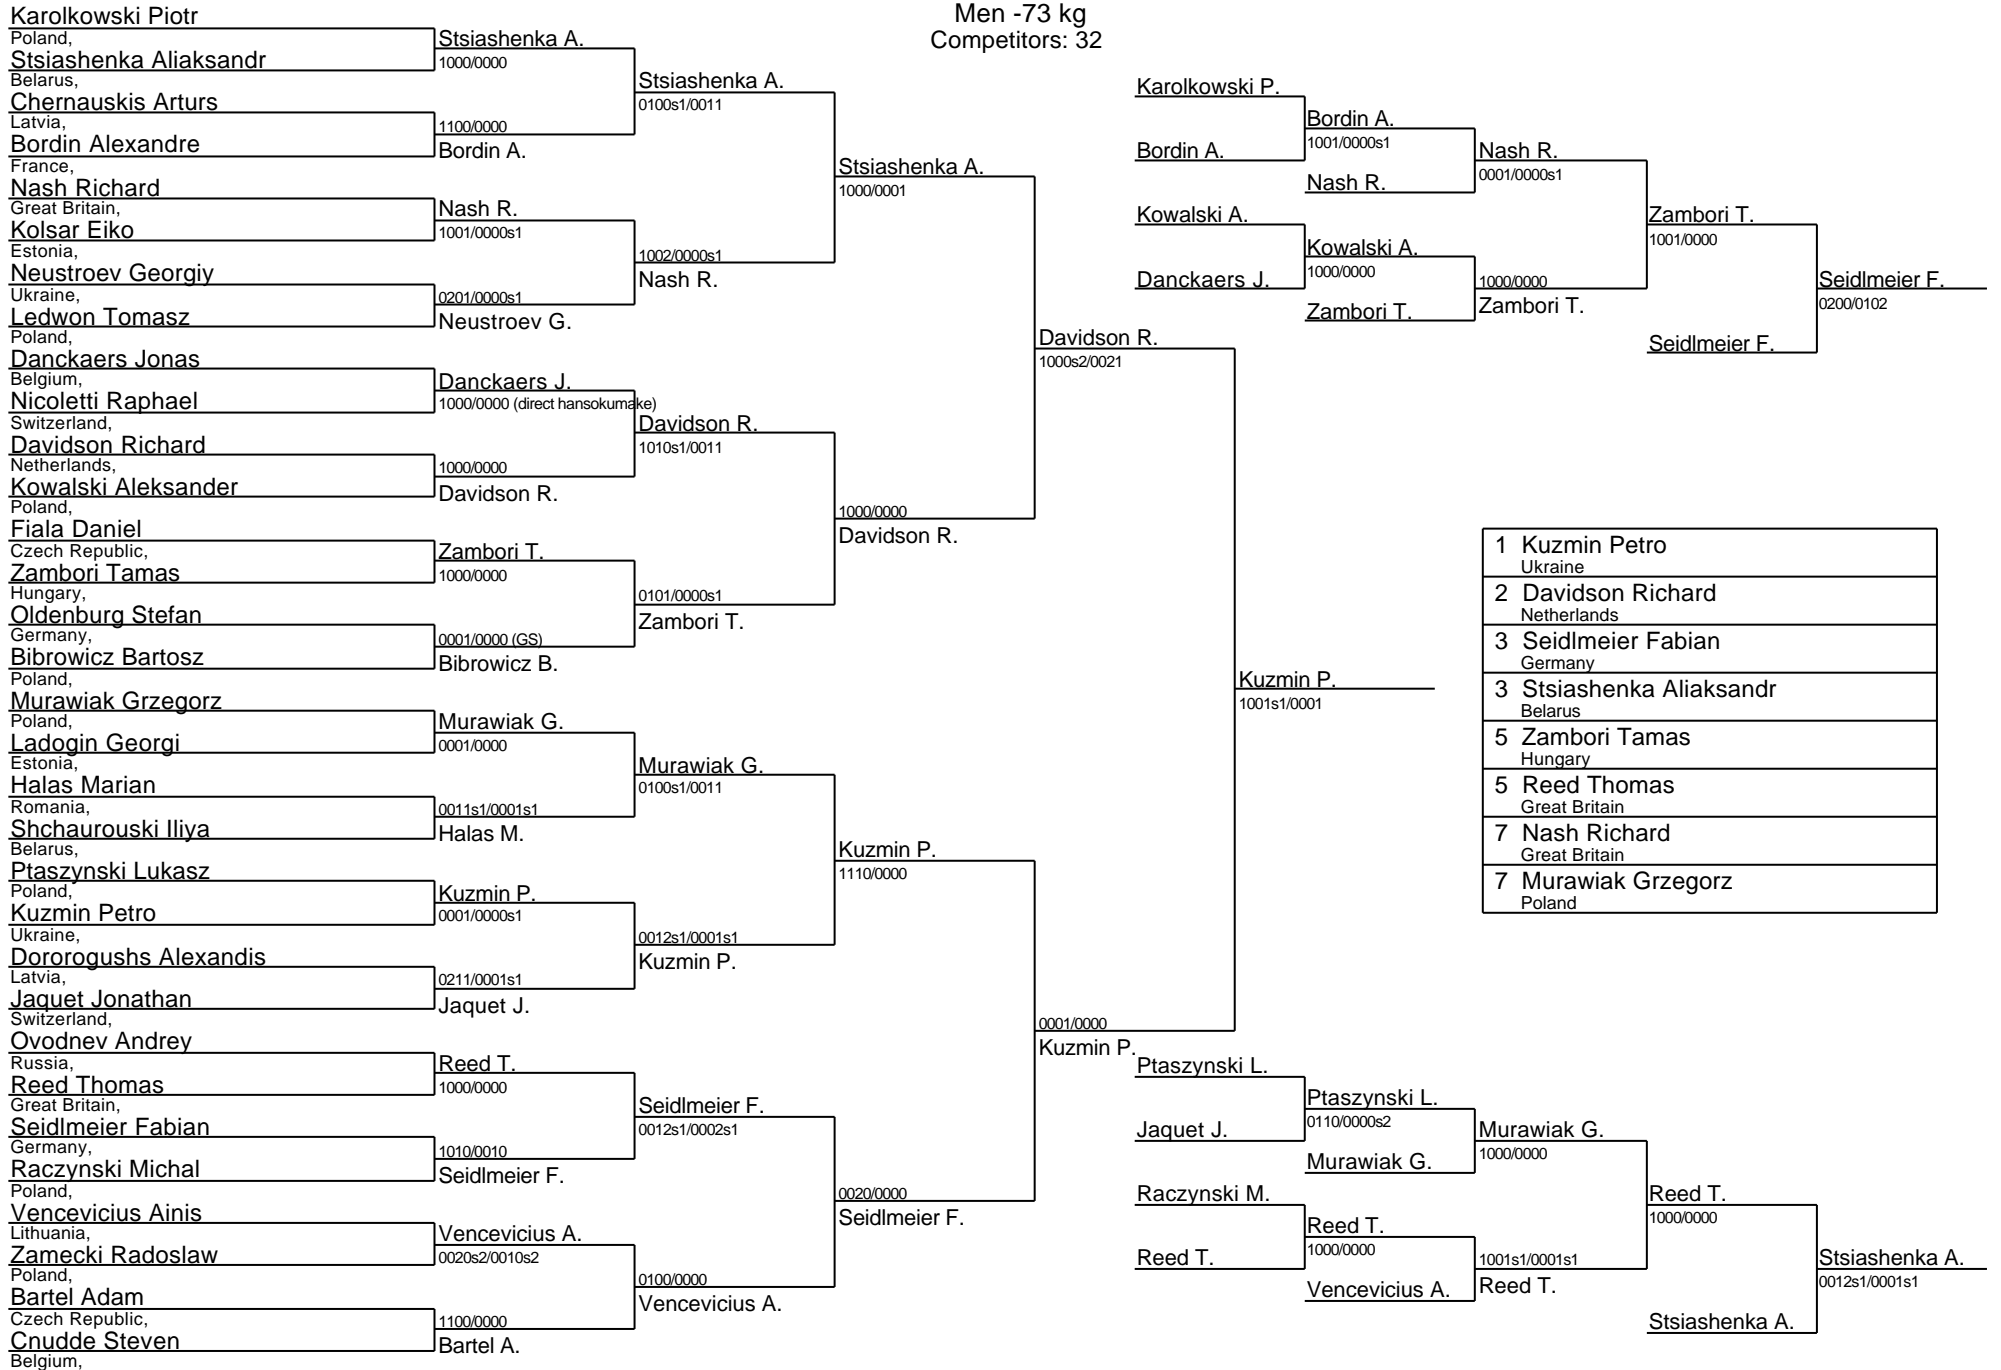 Men -73 kg
Competitors: 32
Karolkowski Piotr
Poland,
Stsiashenka Aliaksandr
Belarus,
Chernauskis Arturs
Latvia,
Bordin Alexandre
France,
Nash Richard
Great Britain,
Kolsar Eiko
Estonia,
Neustroev Georgiy
Ukraine,
Ledwon Tomasz
Poland,
Danckaers Jonas
Belgium,
Nicoletti Raphael
Switzerland,
Davidson Richard
Netherlands,
Kowalski Aleksander
Poland,
Fiala Daniel
Czech Republic,
Zambori Tamas
Hungary,
Oldenburg Stefan
Germany,
Bibrowicz Bartosz
Poland,
Murawiak Grzegorz
Poland,
Ladogin Georgi
Estonia,
Halas Marian
Romania,
Shchaurouski Iliya
Belarus,
Ptaszynski Lukasz
Poland,
Kuzmin Petro
Ukraine,
Dororogushs Alexandis
Latvia,
Jaquet Jonathan
Switzerland,
Ovodnev Andrey
Russia,
Reed Thomas
Great Britain,
Seidlmeier Fabian
Germany,
Raczynski Michal
Poland,
Vencevicius Ainis
Lithuania,
Zamecki Radoslaw
Poland,
Bartel Adam
Czech Republic,
Cnudde Steven
Belgium,
Stsiashenka A.
1000/0000
1100/0000
Bordin A.
Nash R.
1001/0000s1
0201/0000s1
Neustroev G.
Danckaers J.
1000/0000 (direct hansokumake)
1000/0000
Davidson R.
Zambori T.
1000/0000
0001/0000 (GS)
Bibrowicz B.
Murawiak G.
0001/0000
0011s1/0001s1
Halas M.
Kuzmin P.
0001/0000s1
0211/0001s1
Jaquet J.
Reed T.
1000/0000
1010/0010
Seidlmeier F.
Vencevicius A.
0020s2/0010s2
1100/0000
Bartel A.
Stsiashenka A.
0100s1/0011
1002/0000s1
Nash R.
Davidson R.
1010s1/0011
0101/0000s1
Zambori T.
Murawiak G.
0100s1/0011
0012s1/0001s1
Kuzmin P.
Seidlmeier F.
0012s1/0002s1
0100/0000
Vencevicius A.
Stsiashenka A.
1000/0001
1000/0000
Davidson R.
Kuzmin P.
1110/0000
0020/0000
Seidlmeier F.
Davidson R.
1000s2/0021
0001/0000
Kuzmin P.
Kuzmin P.
1001s1/0001
Karolkowski P.
Bordin A.
Kowalski A.
Danckaers J.
Bordin A.
1001/0000s1
Nash R.
Kowalski A.
1000/0000
Zambori T.
Nash R.
0001/0000s1
1000/0000
Zambori T.
Zambori T.
1001/0000
Seidlmeier F.
Seidlmeier F.
0200/0102
1 Kuzmin Petro
Ukraine
2 Davidson Richard
Netherlands
3 Seidlmeier Fabian
Germany
3 Stsiashenka Aliaksandr
Belarus
5 Zambori Tamas
Hungary
5 Reed Thomas
Great Britain
7 Nash Richard
Great Britain
7 Murawiak Grzegorz
Poland
Ptaszynski L.
Jaquet J.
Raczynski M.
Reed T.
Ptaszynski L.
0110/0000s2
Murawiak G.
Reed T.
1000/0000
Vencevicius A.
Murawiak G.
1000/0000
1001s1/0001s1
Reed T.
Reed T.
1000/0000
Stsiashenka A.
Stsiashenka A.
0012s1/0001s1